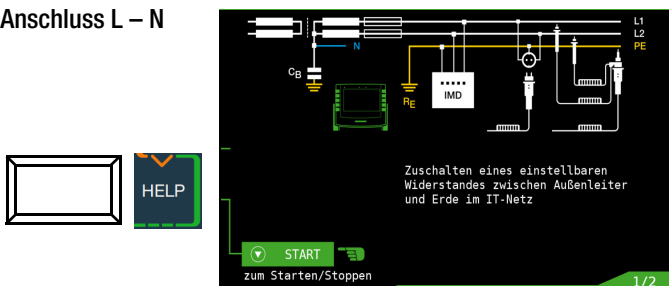 Anschluss L – N
HELP
L1
L2
PE
N
CB
RE
IMD
Zuschalten eines einstellbaren
Widerstandes zwischen Außenleiter
und Erde im IT-Netz
START
zum Starten/Stoppen
1/2